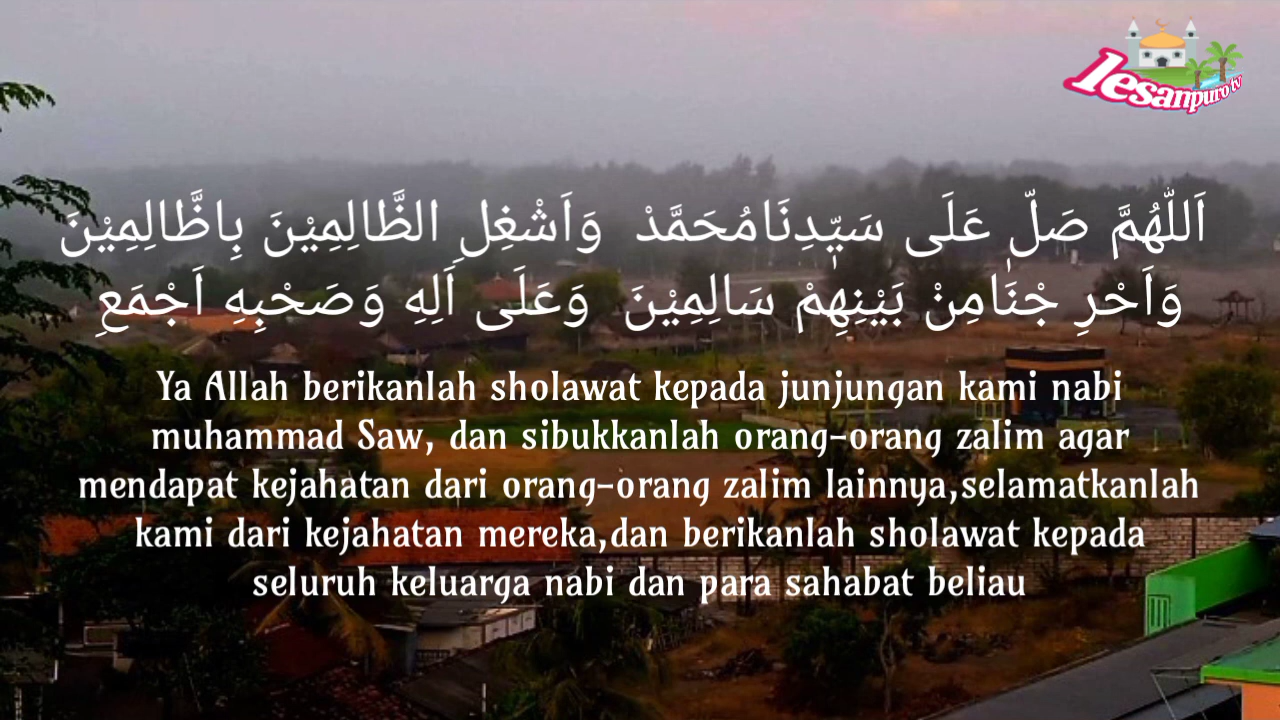 lesanpuro tv
اَللّٰهُمَّ صَلّ عَلَى سَيّدِنَامُحَمَّدْ وَاَشْغِلِ الظَّالِمِيْنَ بِاظَّالِمِيْنَ
وَاَحْرِ جْنَامِنْ بَيْنِهِمْ سَالِمِيْنَ وَعَلَى اَلِهِ وَصَحْبِهِ اَجْمَعِ
Ya Allah berikanlah sholawat kepada junjungan kami nabi
muhammad Saw, dan sibukkanlah orang-orang zalim agar
mendapat kejahatan dari orang-òrang zalim lainnya,selamatkanlah
kami dari kejahatan mereka,dan berikanlah sholawat kepada
seluruh keluarga nabi dan para sahabat beliau